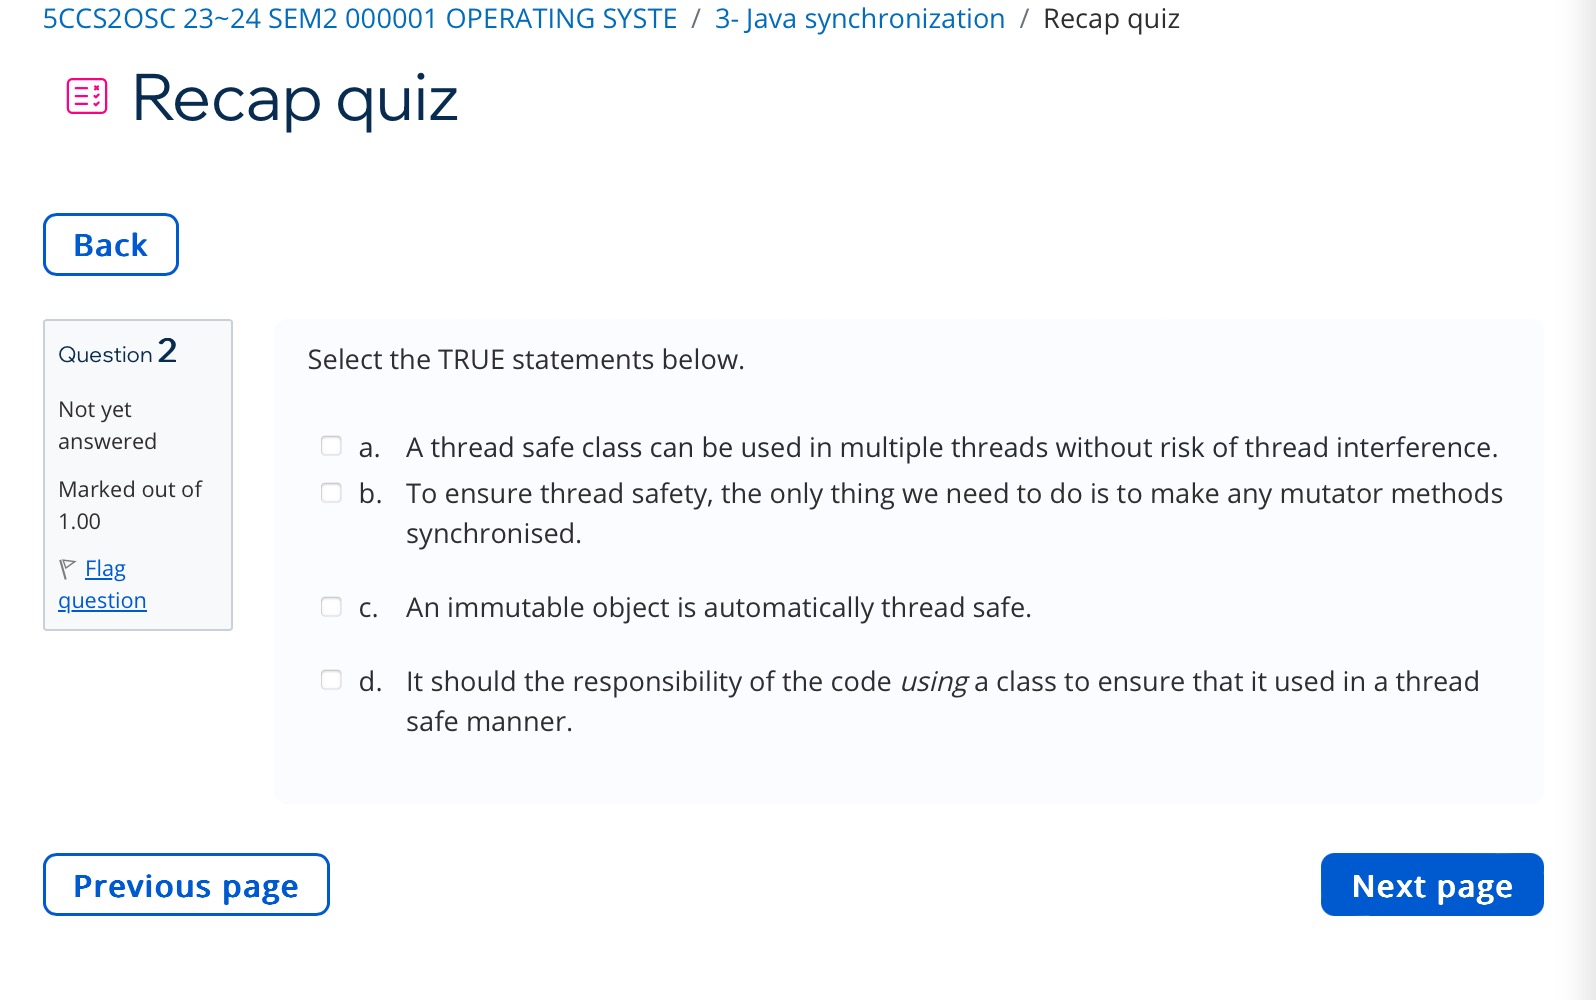 5CCS2OSC 23~24 SEM2 000001 OPERATING SYSTE / 3- Java synchronization / Recap quiz
Recap quiz
Back
Question 2
Not yet
answered
Marked out of
1.00
Flag
question
Select the TRUE statements below.
a. A thread safe class can be used in multiple threads without risk of thread interference.
b. To ensure thread safety, the only thing we need to do is to make any mutator methods
synchronised.
c. An immutable object is automatically thread safe.
d. It should the responsibility of the code using a class to ensure that it used in a thread
safe manner.
Previous page
Next page